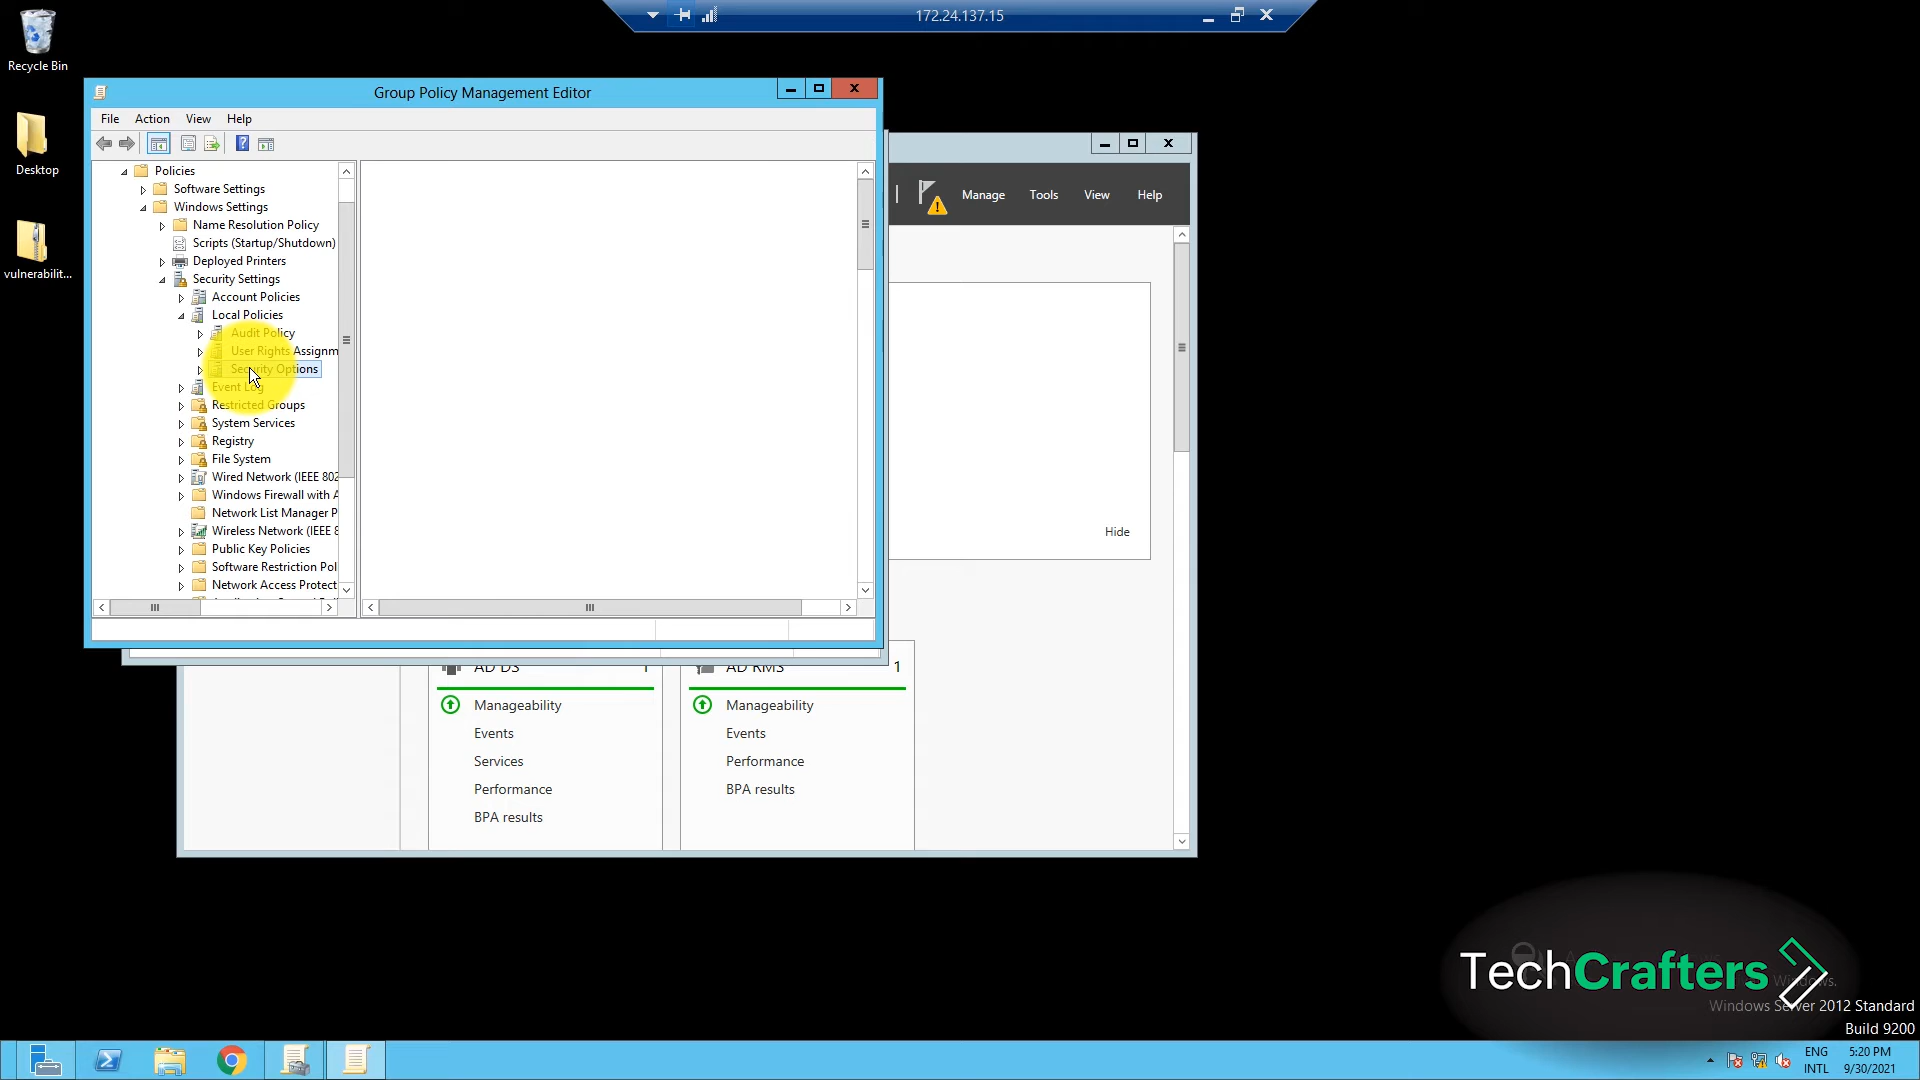 172.24.137.15
Recycle Bin
Desktop
vulnerabilit...
Group Policy Management Editor
File Action View Help
Policies
Software Settings
Windows Settings
Name Resolution Policy
Scripts (Startup/Shutdown)
Deployed Printers
Security Settings
Account Policies
Local Policies
Audit Policy
User Rights Assignm
Security Options
Event Log
Restricted Groups
System Services
Registry
File System
Wired Network (IEEE 802
Windows Firewall with A
Network List Manager P
Wireless Network (IEEE 8
Public Key Policies
Software Restriction Pol
Network Access Protect
Manage Tools View Help
Hide
AD DS 1
Manageability
Events
Services
Performance
BPA results
AD RMS 1
Manageability
Events
Performance
BPA results
TechCrafters
Windows.
Windows Server 2012 Standard
Build 9200
ENG
INTL
5:20 PM
9/30/2021